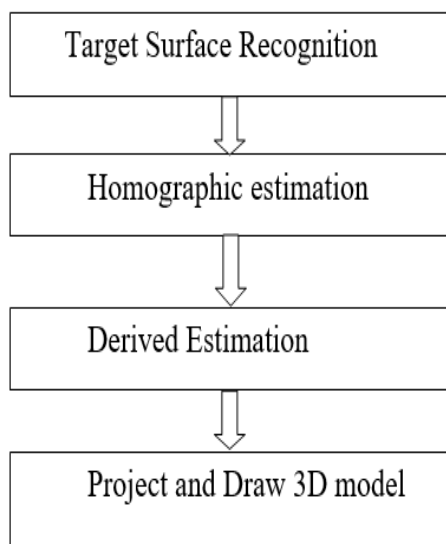 Target Surface Recognition
Homographic estimation
Derived Estimation
Project and Draw 3D model